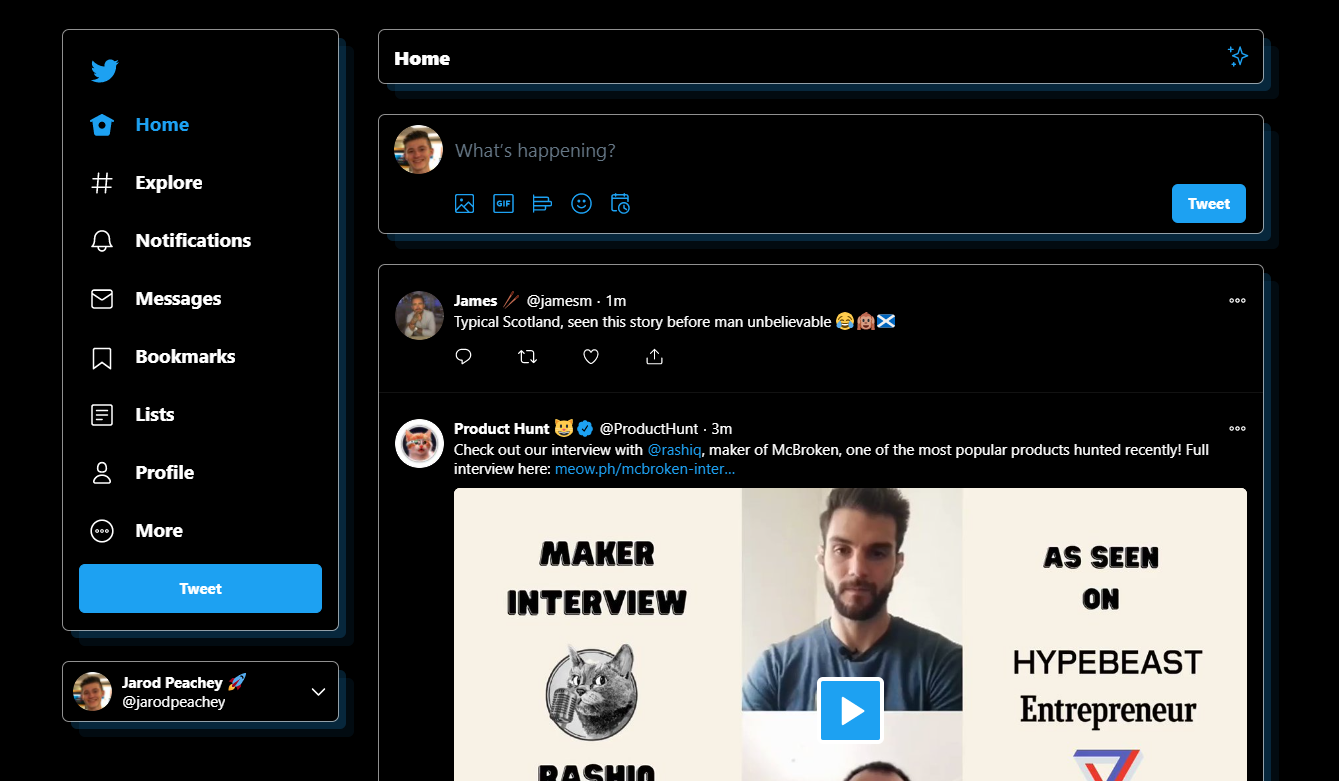 Home
Explore
Notifications
Messages
Bookmarks
Lists
Profile
More
Tweet
Jarod Peachey 🚀
@jarodpeachey
Home
What's happening?
GIF
Tweet
James 🥢 @jamesm · 1m
Typical Scotland, seen this story before man unbelievable 😂🙉🏴󠁧󠁢󠁳󠁣󠁴󠁿
Product Hunt 😺 @ProductHunt · 3m
Check out our interview with @rashiq, maker of McBroken, one of the most popular products hunted recently! Full
interview here: meow.ph/mcbroken-inter...
MAKER
INTERVIEW
RASHIQ
AS SEEN
ON
HYPEBEAST
Entrepreneur